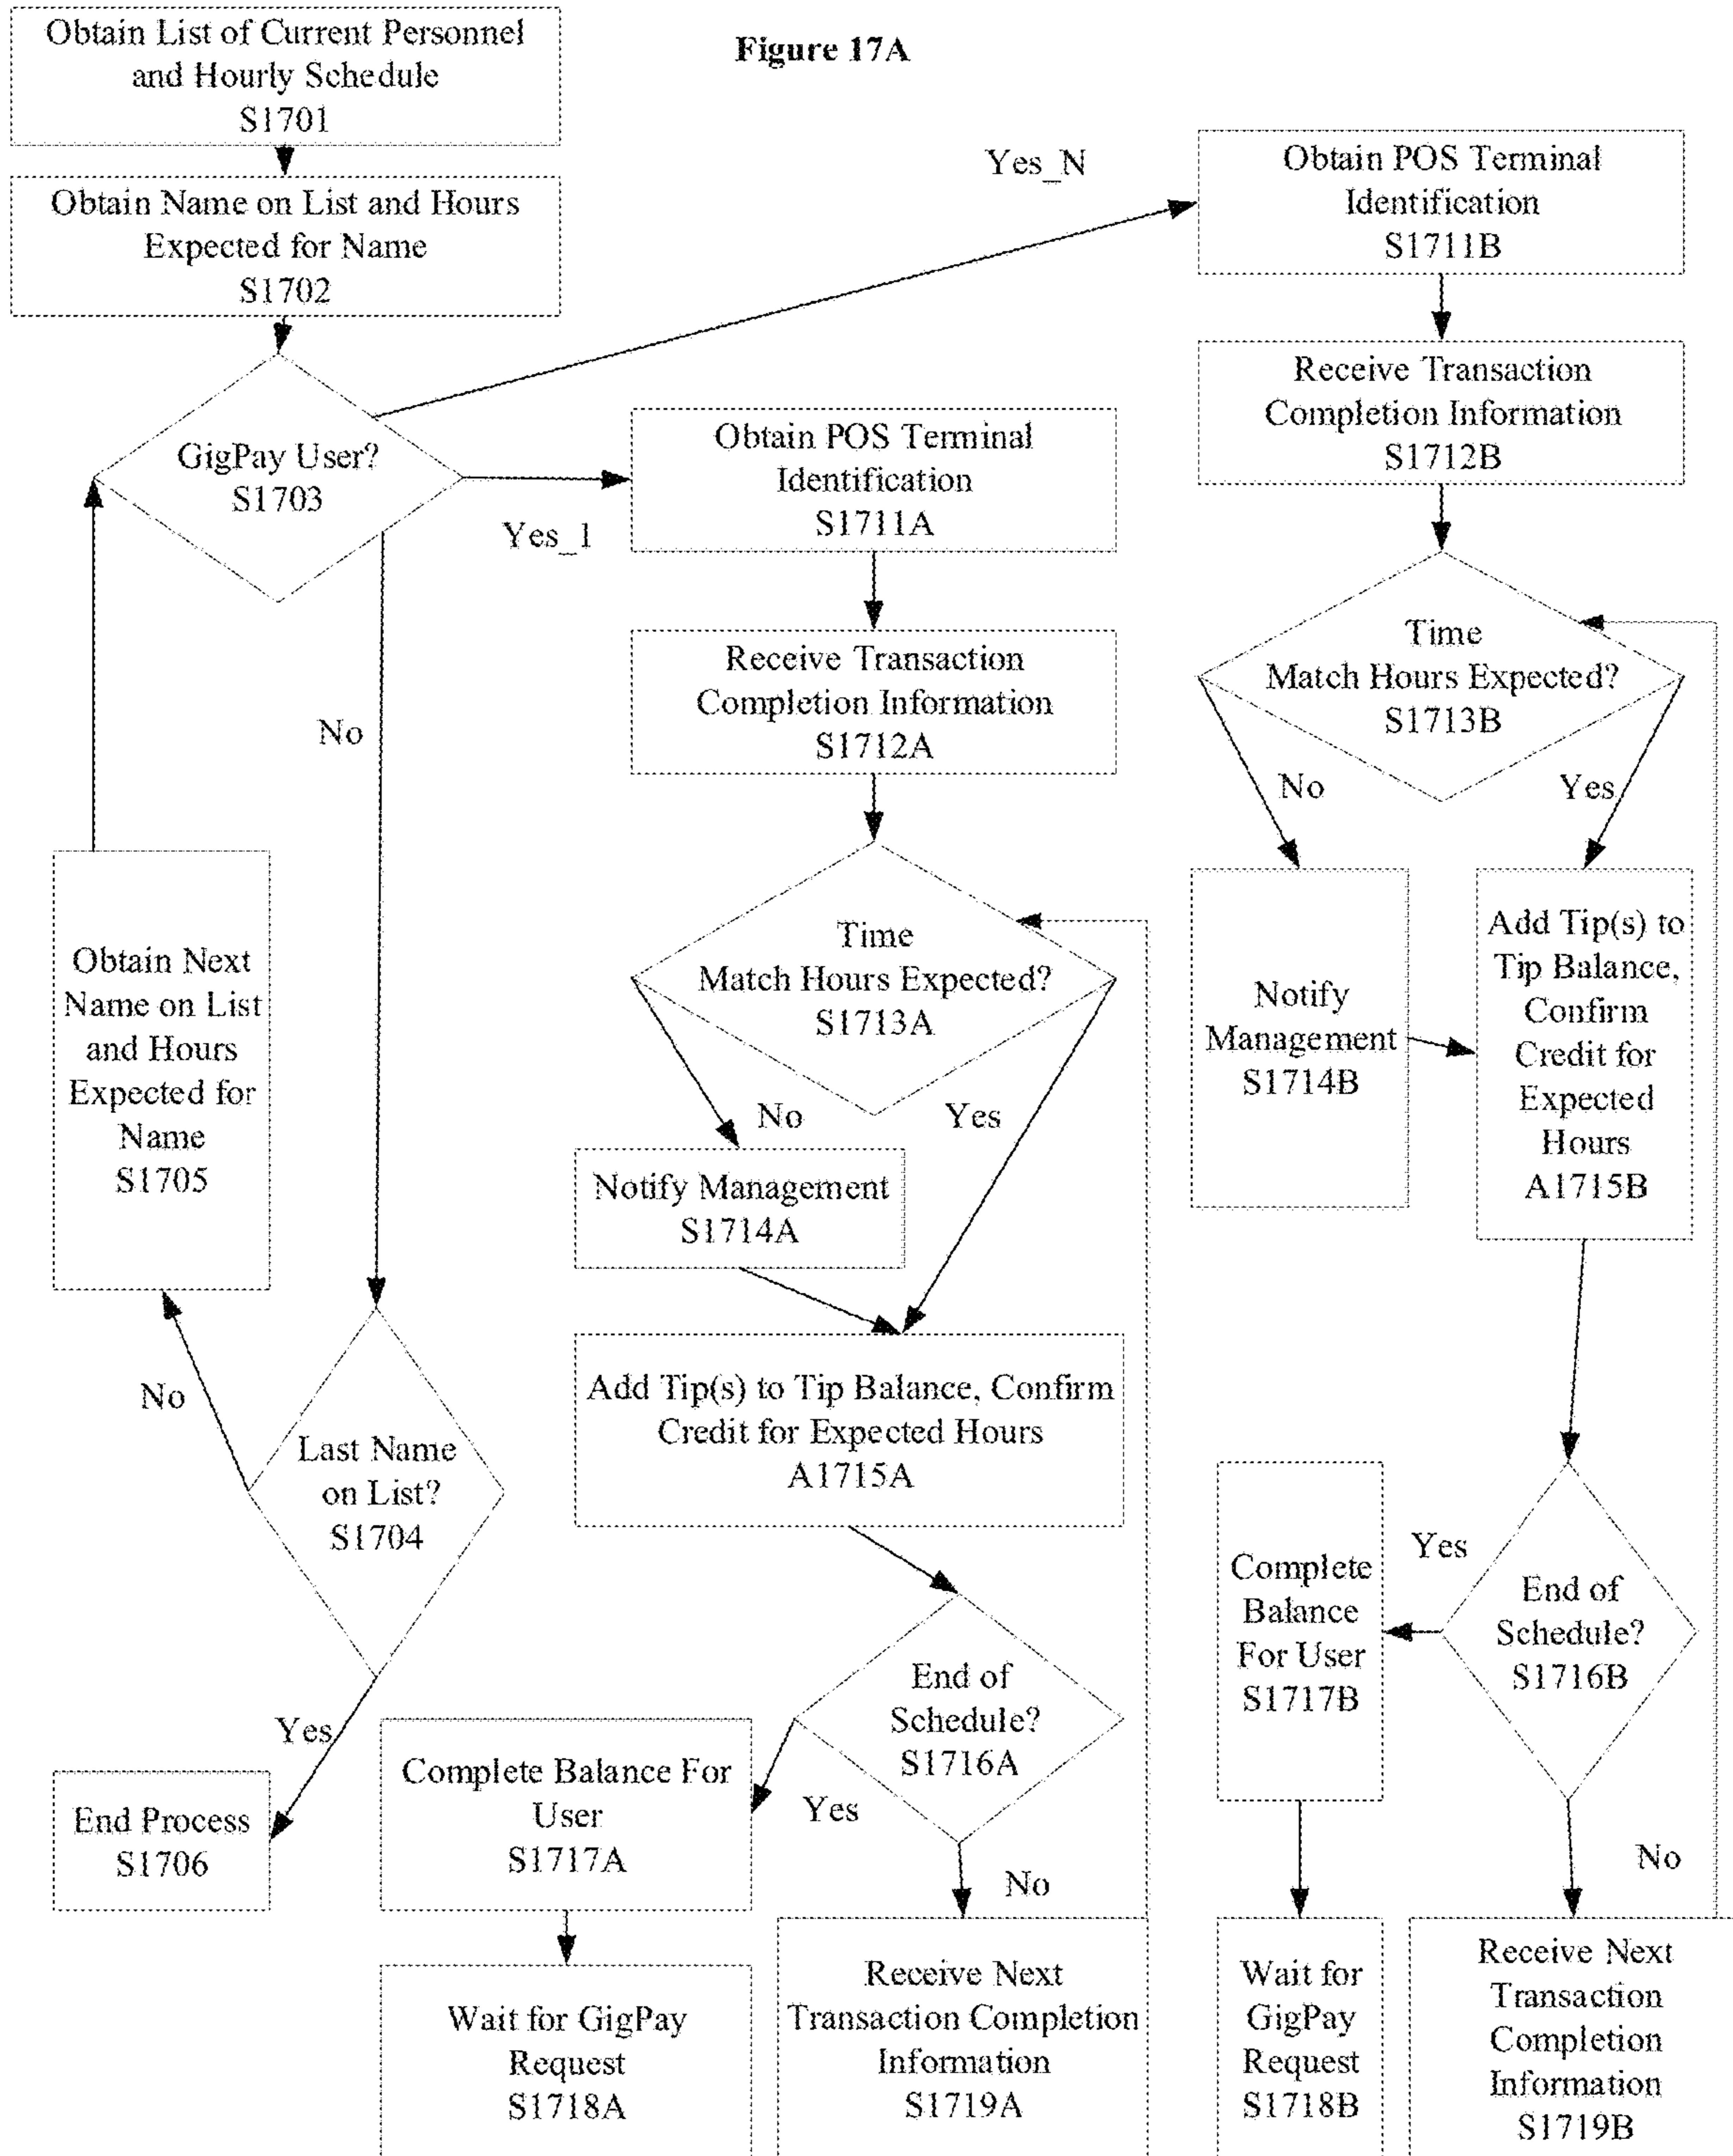 Figure 17A
Obtain List of Current Personnel
and Hourly Schedule
S1701
Obtain Name on List and Hours
Expected for Name
S1702
GigPay User?
S1703
No
Yes_1
Yes_N
Obtain Next
Name on List
and Hours
Expected for
Name
S1705
No
Last Name
on List?
S1704
Yes
End Process
S1706
Obtain POS Terminal
Identification
S1711A
Receive Transaction
Completion Information
S1712A
Time
Match Hours Expected?
S1713A
No
Yes
Notify Management
S1714A
Add Tip(s) to Tip Balance, Confirm
Credit for Expected Hours
A1715A
End of
Schedule?
S1716A
Yes
No
Complete Balance For
User
S1717A
Wait for GigPay
Request
S1718A
Receive Next
Transaction Completion
Information
S1719A
Obtain POS Terminal
Identification
S1711B
Receive Transaction
Completion Information
S1712B
Time
Match Hours Expected?
S1713B
No
Yes
Notify
Management
S1714B
Add Tip(s) to
Tip Balance,
Confirm
Credit for
Expected
Hours
A1715B
End of
Schedule?
S1716B
Yes
No
Complete
Balance
For User
S1717B
Wait for
GigPay
Request
S1718B
Receive Next
Transaction
Completion
Information
S1719B